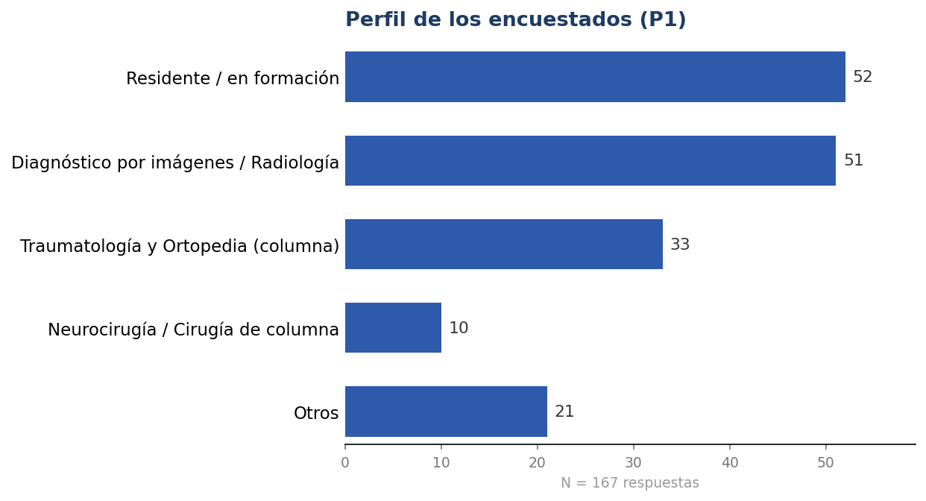 Perfil de los encuestados (P1)
Residente / en formación
52
Diagnóstico por imágenes / Radiología
51
Traumatología y Ortopedia (columna)
33
Neurocirugía / Cirugía de columna
10
Otros
21
0 10 20 30 40 50
N = 167 respuestas